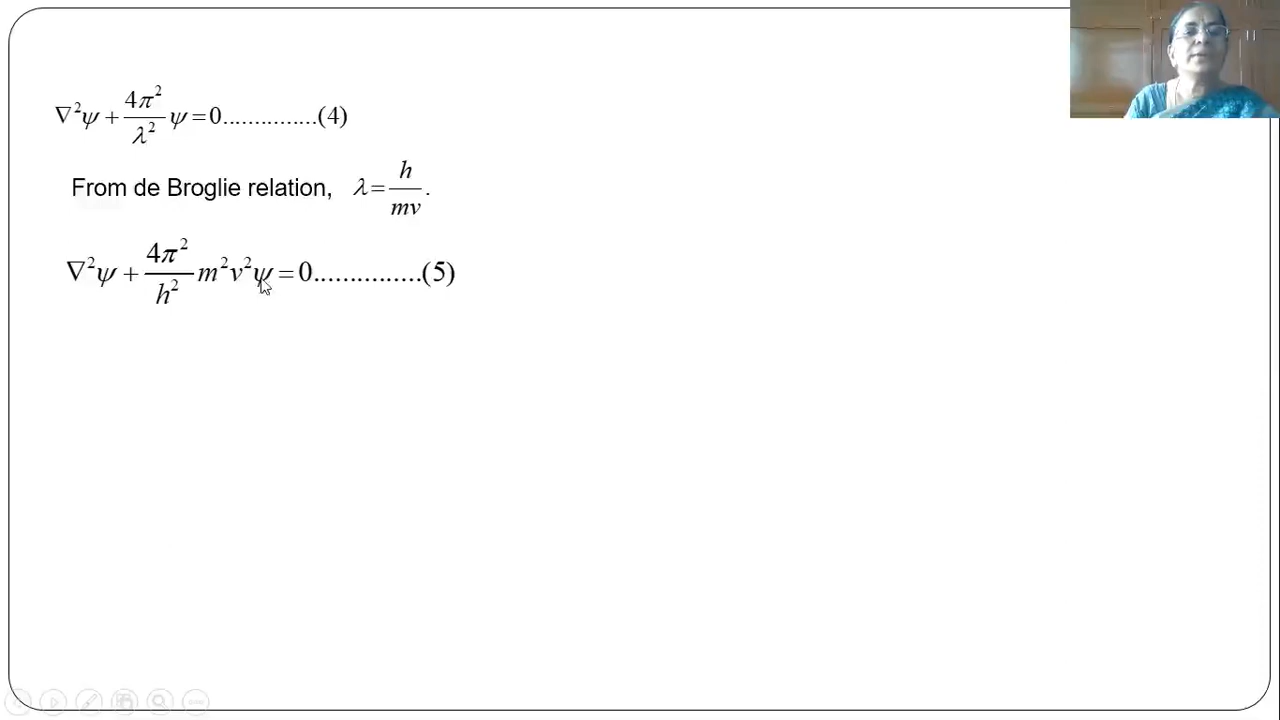 ∇²ψ + 4π²/λ² ψ = 0...............(4)
From de Broglie relation, λ = h/mv.
∇²ψ + 4π²/h² m²v²ψ = 0...............(5)